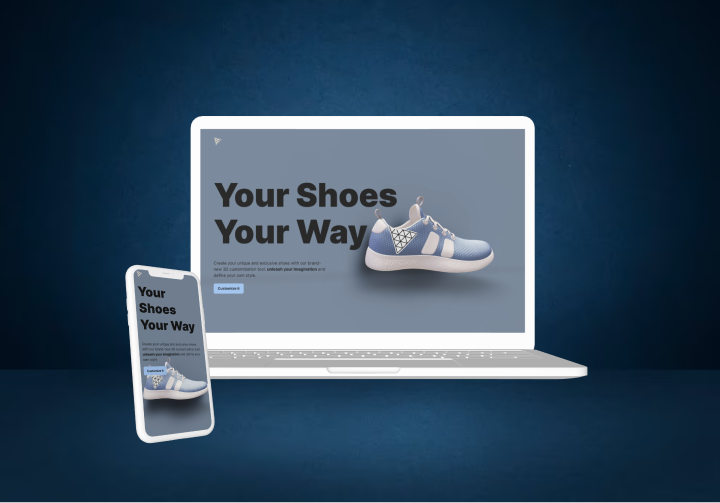 Your Shoes
Your Way
Create your unique and exclusive shoes with our brand-
new 3D customization tool. unleash your imagination and
define your own style.
Customize it
Your
Shoes
Your Way
Create your unique and exclusive shoes
with our brand-new 3D customization tool.
unleash your imagination and define your
own style.
Customize it